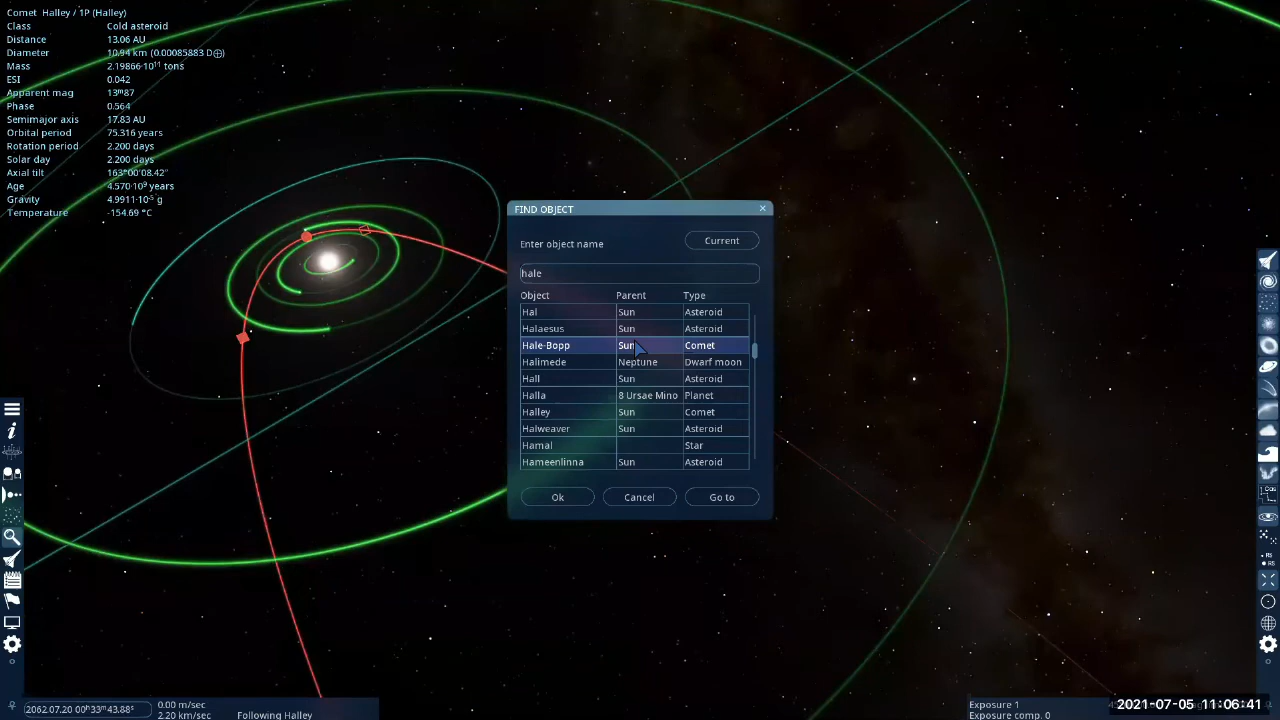 Comet Halley / 1P (Halley)
Class Cold asteroid
Distance 13.06 AU
Diameter 10.94 km (0.00085883 D⊕)
Mass 2.19866·10¹¹ tons
ESI 0.042
Apparent mag 13ᵐ87
Phase 0.564
Semimajor axis 17.83 AU
Orbital period 75.316 years
Rotation period 2.200 days
Solar day 2.200 days
Axial tilt 163°00'08.42"
Age 4.570·10⁹ years
Gravity 4.9911·10⁻⁵ g
Temperature -154.69 °C
FIND OBJECT
Enter object name Current
hale
Object Parent Type
Hal Sun Asteroid
Halaesus Sun Asteroid
Hale-Bopp Sun Comet
Halimede Neptune Dwarf moon
Hall Sun Asteroid
Halla 8 Ursae Mino Planet
Halley Sun Comet
Halweaver Sun Asteroid
Hamal Star
Hameenlinna Sun Asteroid
Ok Cancel Go to
2062.07.20 00ʰ33ᵐ43.88ˢ
0.00 m/sec
2.20 km/sec
Following Halley
Exposure 1
Exposure comp. 0
2021-07-05 11:06:41